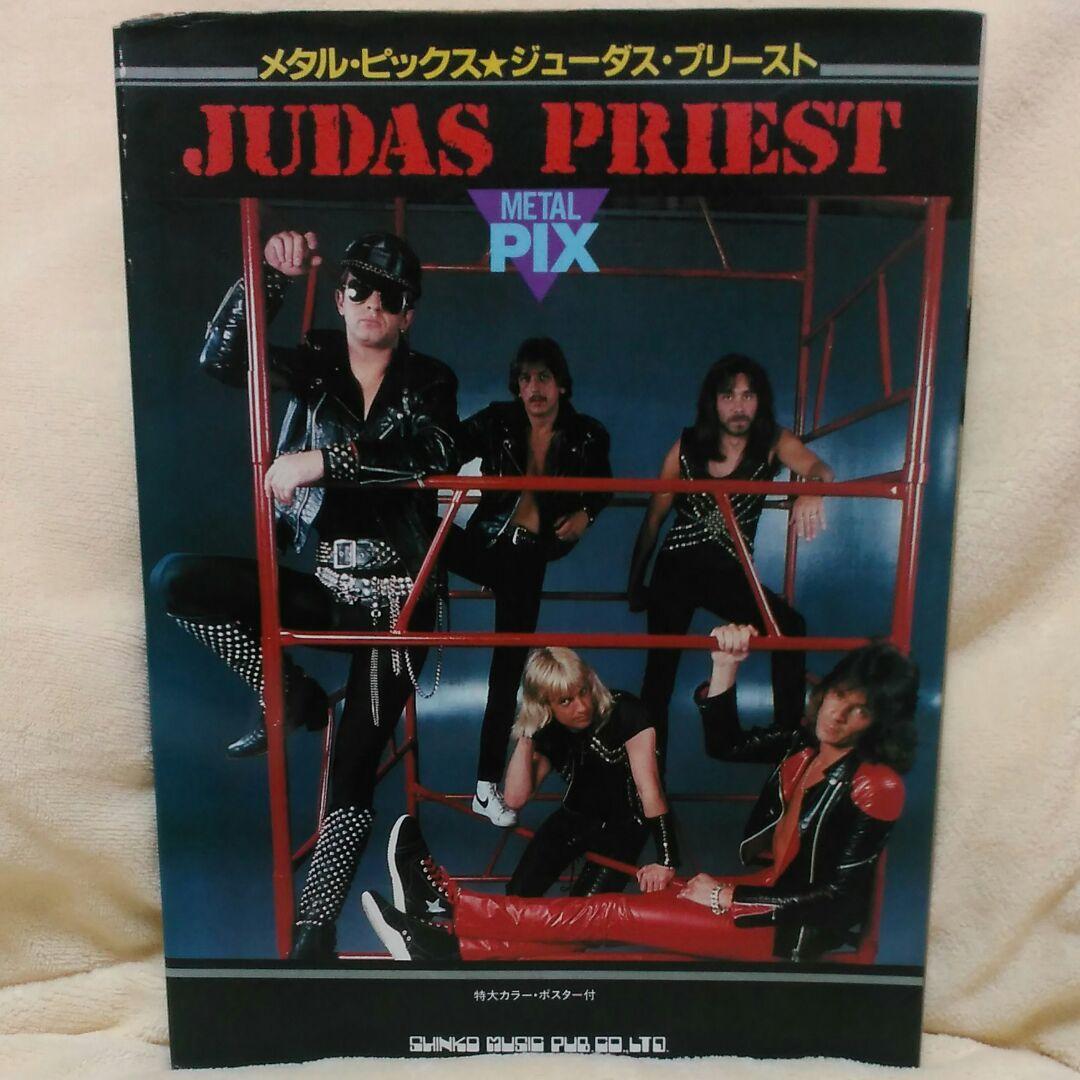 メタル・ピックス★ジューダス・プリースト
JUDAS PRIEST
METAL
PIX
特大カラー・ポスター付
SHINKO MUSIC PUB. CO., LTD.